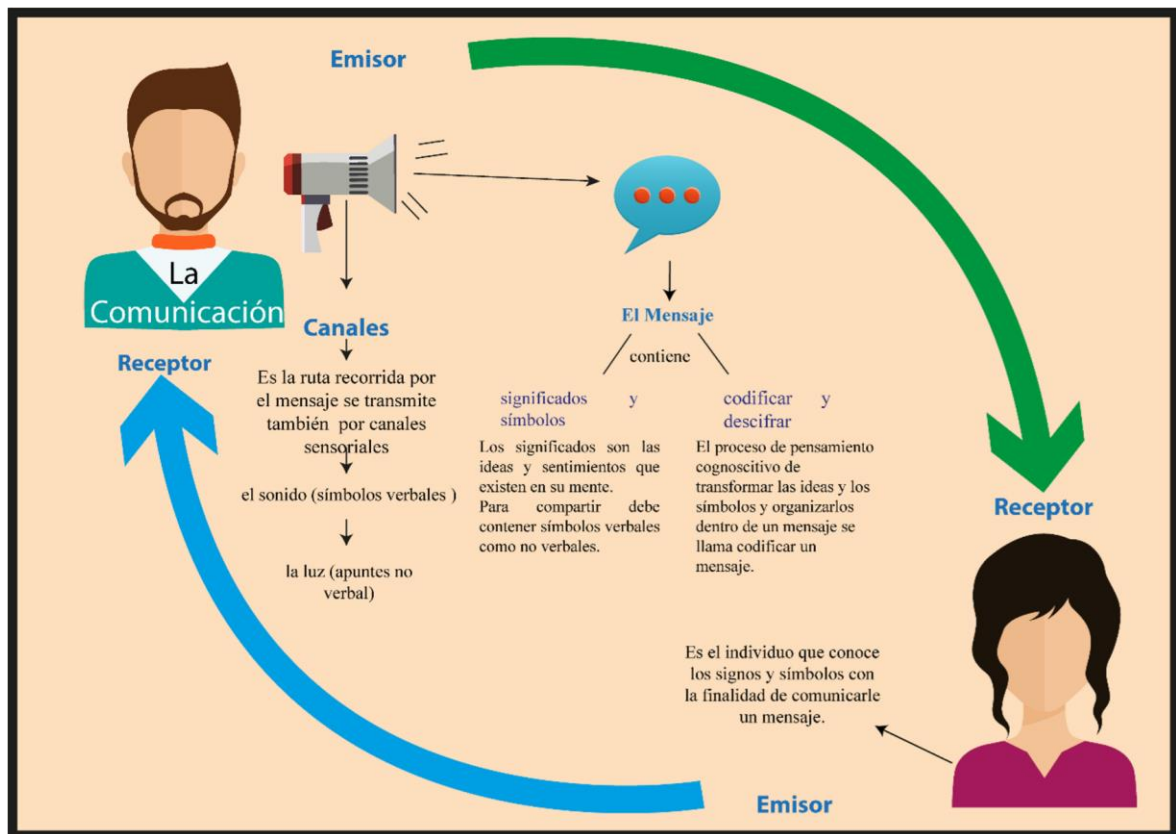 Emisor
La
Comunicación
Receptor
Canales
Es la ruta recorrida por
el mensaje se transmite
también por canales
sensoriales
el sonido (símbolos verbales )
la luz (apuntes no
verbal)
El Mensaje
contiene
significados y
símbolos
Los significados son las
ideas y sentimientos que
existen en su mente.
Para compartir debe
contener símbolos verbales
como no verbales.
codificar y
descifrar
El proceso de pensamiento
cognoscitivo de
transformar las ideas y los
símbolos y organizarlos
dentro de un mensaje se
llama codificar un
mensaje.
Receptor
Es el individuo que conoce
los signos y símbolos con
la finalidad de comunicarle
un mensaje.
Emisor